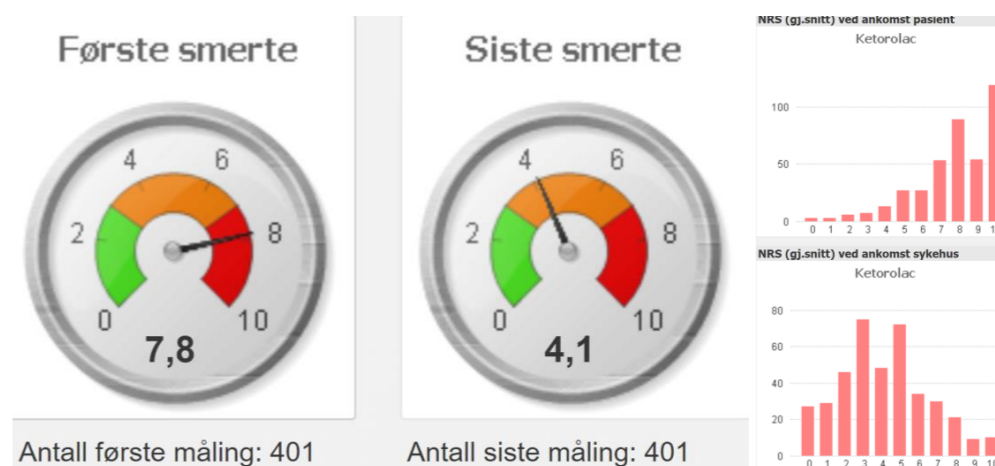 Første smerte
4 6
2 8
0 10
7,8
Antall første måling: 401
Siste smerte
4 6
2 8
0 10
4,1
Antall siste måling: 401
NRS (gj.snitt) ved ankomst pasient
Ketorolac
100
50
0
0 1 2 3 4 5 6 7 8 9
NRS (gj.snitt) ved ankomst sykehus
Ketorolac
80
60
40
20
0
0 1 2 3 4 5 6 7 8 9 10